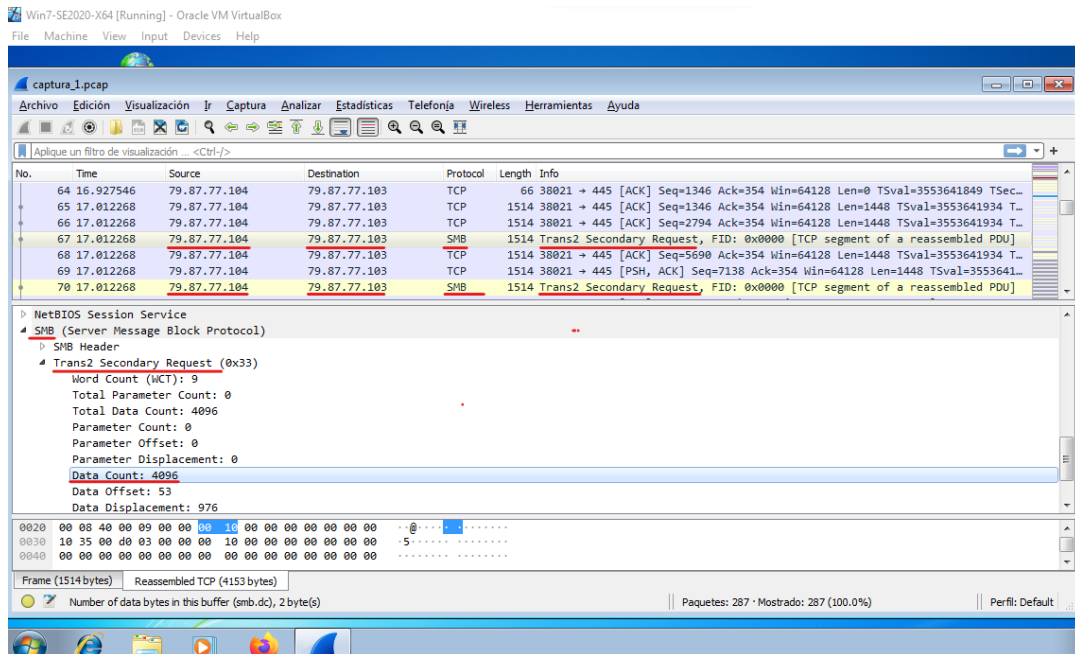 Win7-SE2020-X64 [Running] - Oracle VM VirtualBox
File Machine View Input Devices Help
captura_1.pcap
Archivo Edición Visualización Ir Captura Analizar Estadísticas Telefonía Wireless Herramientas Ayuda
Aplique un filtro de visualización ... <Ctrl-/>
No. Time Source Destination Protocol Length Info
64 16.927546 79.87.77.104 79.87.77.103 TCP 66 38021 → 445 [ACK] Seq=1346 Ack=354 Win=64128 Len=0 TSval=3553641849 TSec…
65 17.012268 79.87.77.104 79.87.77.103 TCP 1514 38021 → 445 [ACK] Seq=1346 Ack=354 Win=64128 Len=1448 TSval=3553641934 T…
66 17.012268 79.87.77.104 79.87.77.103 TCP 1514 38021 → 445 [ACK] Seq=2794 Ack=354 Win=64128 Len=1448 TSval=3553641934 T…
67 17.012268 79.87.77.104 79.87.77.103 SMB 1514 Trans2 Secondary Request, FID: 0x0000 [TCP segment of a reassembled PDU]
68 17.012268 79.87.77.104 79.87.77.103 TCP 1514 38021 → 445 [ACK] Seq=5690 Ack=354 Win=64128 Len=1448 TSval=3553641934 T…
69 17.012268 79.87.77.104 79.87.77.103 TCP 1514 38021 → 445 [PSH, ACK] Seq=7138 Ack=354 Win=64128 Len=1448 TSval=3553641…
70 17.012268 79.87.77.104 79.87.77.103 SMB 1514 Trans2 Secondary Request, FID: 0x0000 [TCP segment of a reassembled PDU]
NetBIOS Session Service
SMB (Server Message Block Protocol)
SMB Header
Trans2 Secondary Request (0x33)
Word Count (WCT): 9
Total Parameter Count: 0
Total Data Count: 4096
Parameter Count: 0
Parameter Offset: 0
Parameter Displacement: 0
Data Count: 4096
Data Offset: 53
Data Displacement: 976
0020 00 08 40 00 09 00 00 00 10 00 00 00 00 00 00 00 ··@····· ········
0030 10 35 00 d0 03 00 00 00 10 00 00 00 00 00 00 00 ·5······ ········
0040 00 00 00 00 00 00 00 00 00 00 00 00 00 00 00 00 ········ ········
Frame (1514 bytes) Reassembled TCP (4153 bytes)
Number of data bytes in this buffer (smb.dc), 2 byte(s) Paquetes: 287 · Mostrado: 287 (100.0%) Perfil: Default